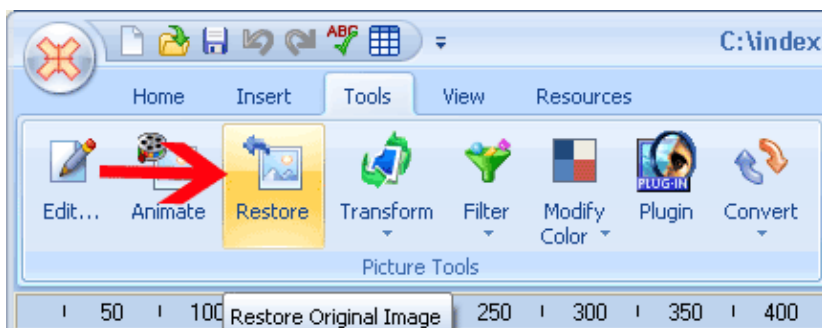 ABC
C:\index
Home Insert Tools View Resources
PLUG-IN
Edit... Animate Restore Transform Filter Modify Color Plugin Convert
Picture Tools
50 100 250 300 350 400
Restore Original Image